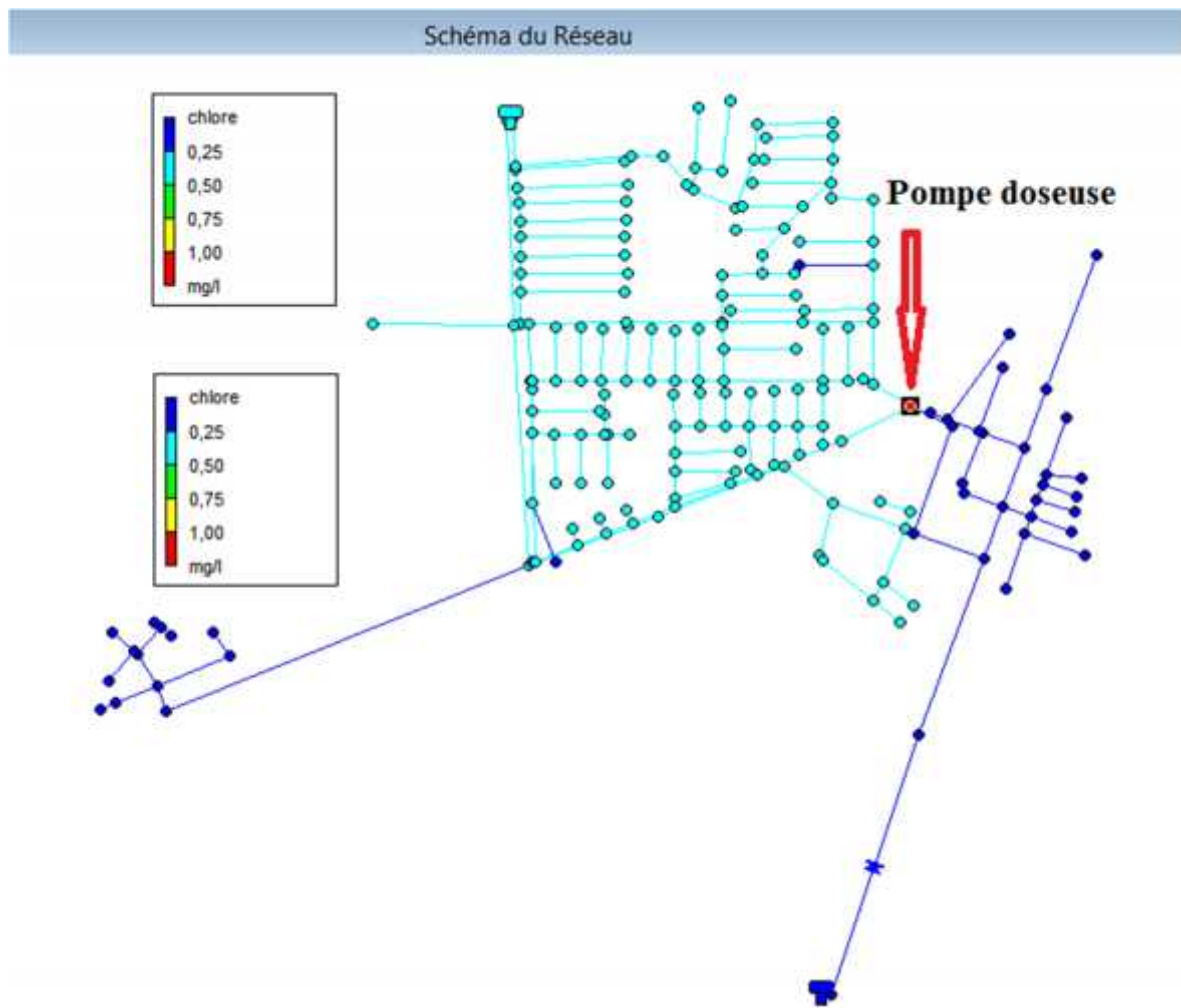 Schéma du Réseau
chlore
0,25
0,50
0,75
1,00
mg/l
Pompe doseuse
chlore
0,25
0,50
0,75
1,00
mg/l